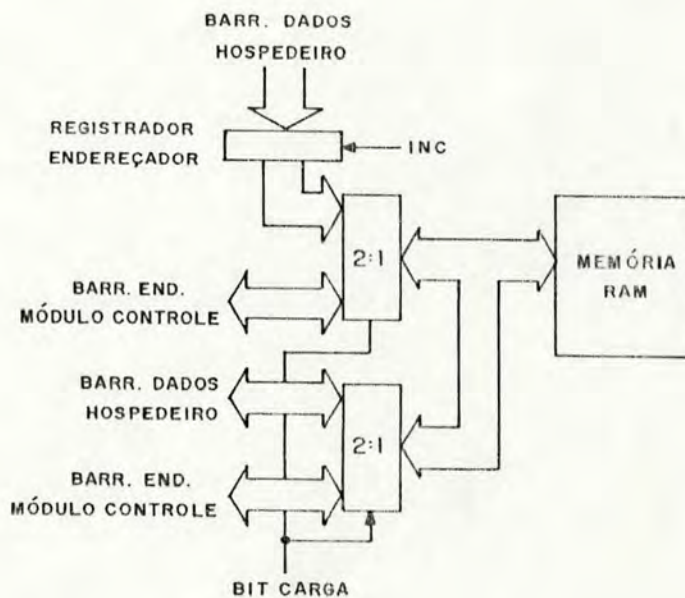 BARR. DADOS
HOSPEDEIRO
REGISTRADOR
ENDEREÇADOR
INC
2:1
MEMÓRIA
RAM
BARR. END.
MÓDULO CONTROLE
BARR. DADOS
HOSPEDEIRO
2:1
BARR. END.
MÓDULO CONTROLE
BIT CARGA